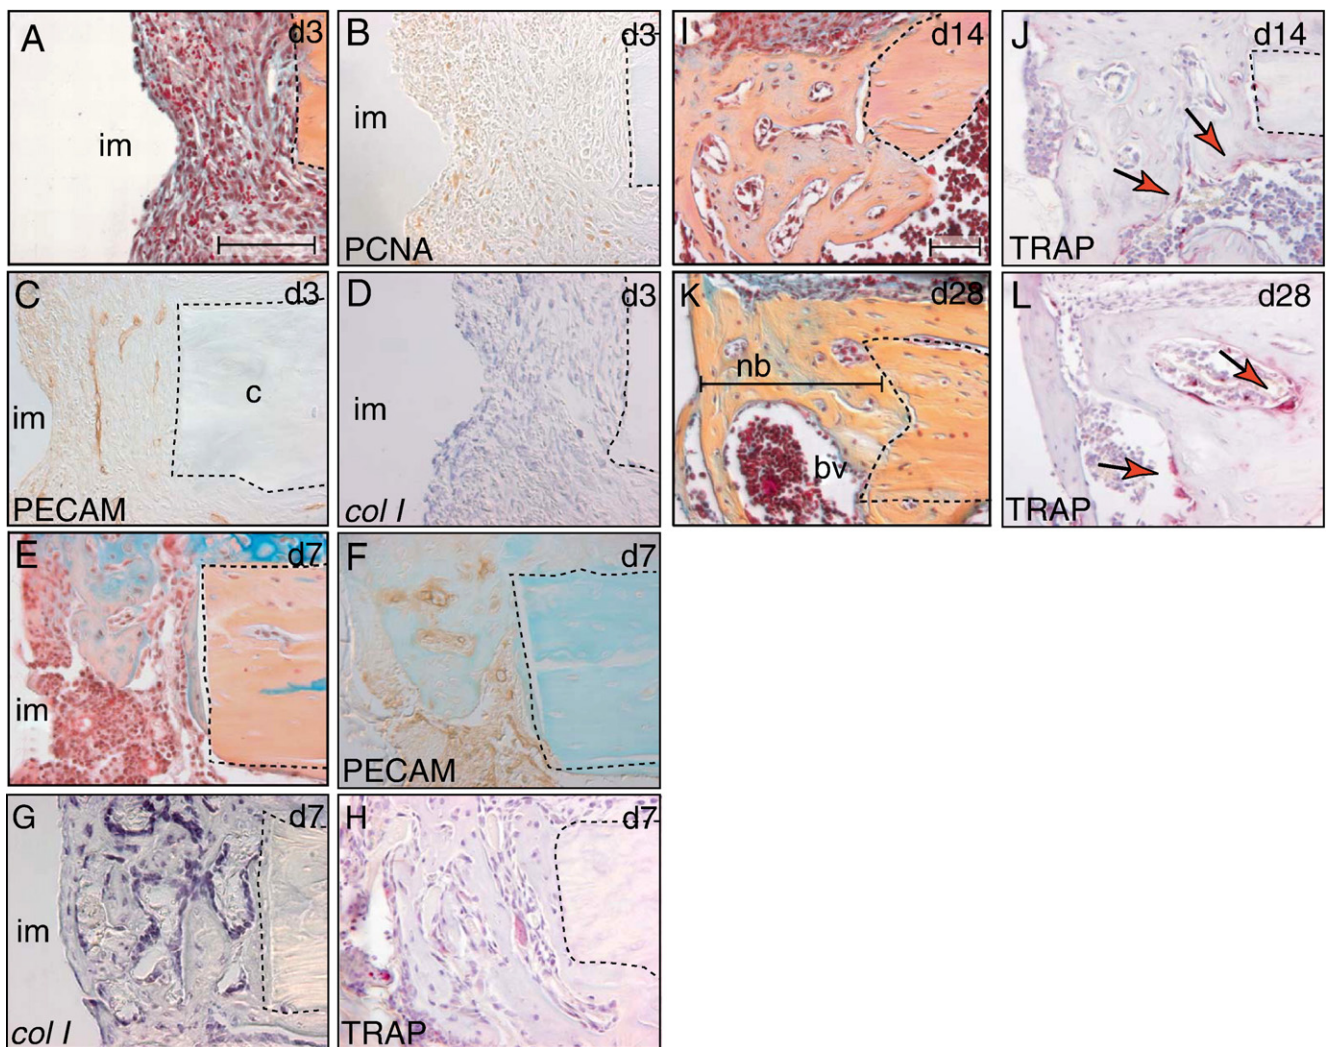 A d3
im
B d3
im
PCNA
I d14
J d14
TRAP
C d3
im c
PECAM
D d3
im
col I
K d28
nb
bv
L d28
TRAP
E d7
im
F d7
PECAM
G d7
im
col I
H d7
TRAP